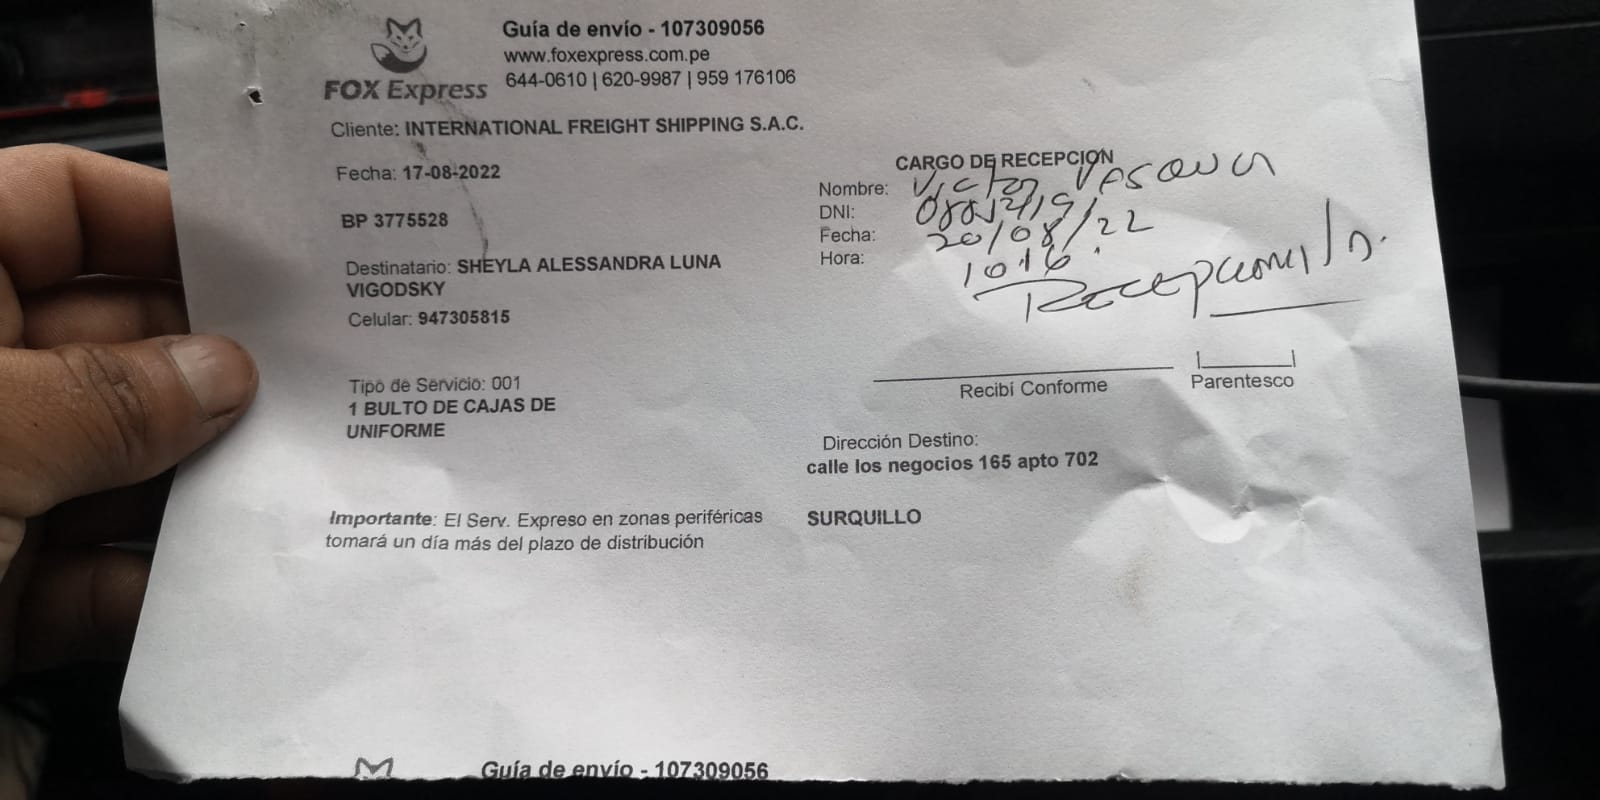 Guía de envío - 107309056
www.foxexpress.com.pe
644-0610 | 620-9987 | 959 176106
FOX Express
Cliente: INTERNATIONAL FREIGHT SHIPPING S.A.C.
Fecha: 17-08-2022
BP 3775528
Destinatario: SHEYLA ALESSANDRA LUNA
VIGODSKY
Celular: 947305815
Tipo de Servicio: 001
1 BULTO DE CAJAS DE
UNIFORME
Importante: El Serv. Expreso en zonas periféricas
tomará un día más del plazo de distribución
CARGO DE RECEPCION
Nombre: Victor
DNI:
Fecha: 20/08/22
Hora: 1016
Recibí Conforme
Parentesco
Dirección Destino:
calle los negocios 165 apto 702
SURQUILLO
Guía de envío - 107309056